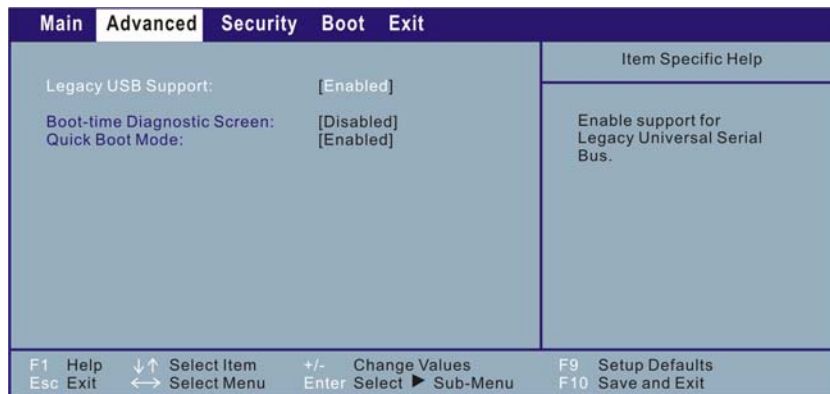 Main Advanced Security Boot Exit
Item Specific Help
Legacy USB Support: [Enabled]
Boot-time Diagnostic Screen: [Disabled]
Quick Boot Mode: [Enabled]
Enable support for
Legacy Universal Serial
Bus.
F1 Help ↓↑ Select Item +/- Change Values F9 Setup Defaults
Esc Exit ←→ Select Menu Enter Select ▶ Sub-Menu F10 Save and Exit